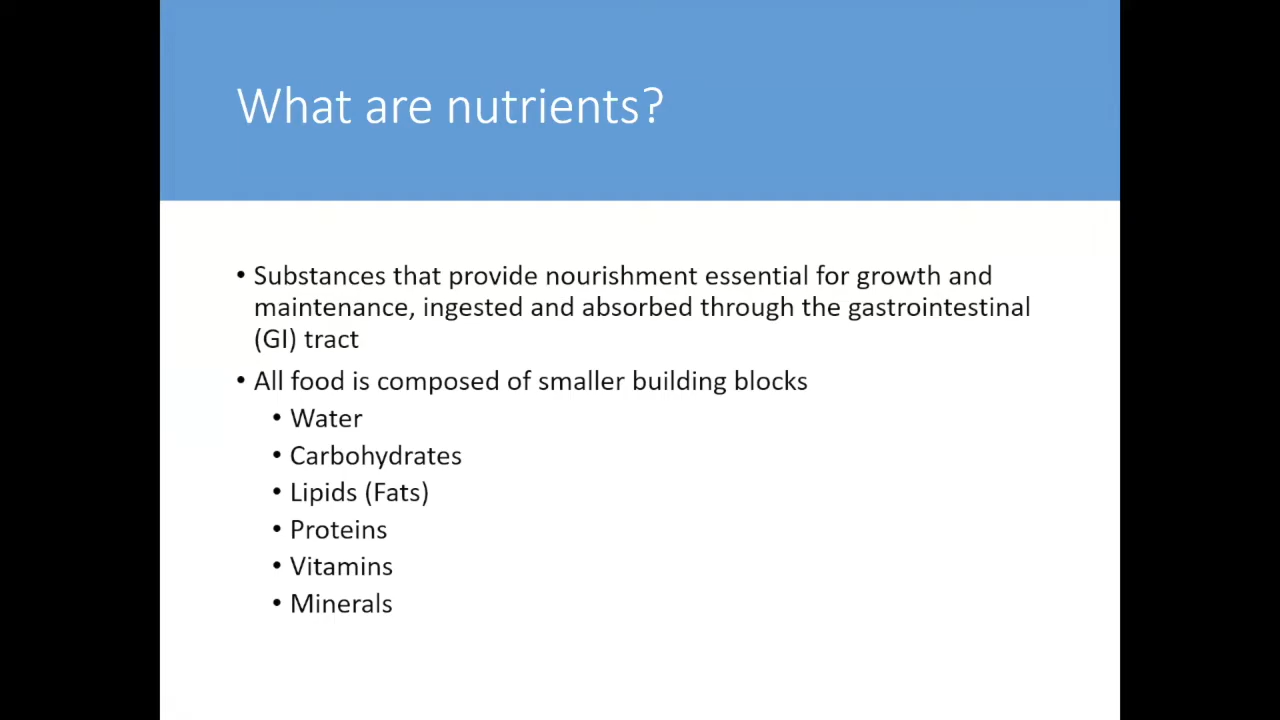 What are nutrients?
• Substances that provide nourishment essential for growth and
maintenance, ingested and absorbed through the gastrointestinal
(GI) tract
• All food is composed of smaller building blocks
• Water
• Carbohydrates
• Lipids (Fats)
• Proteins
• Vitamins
• Minerals